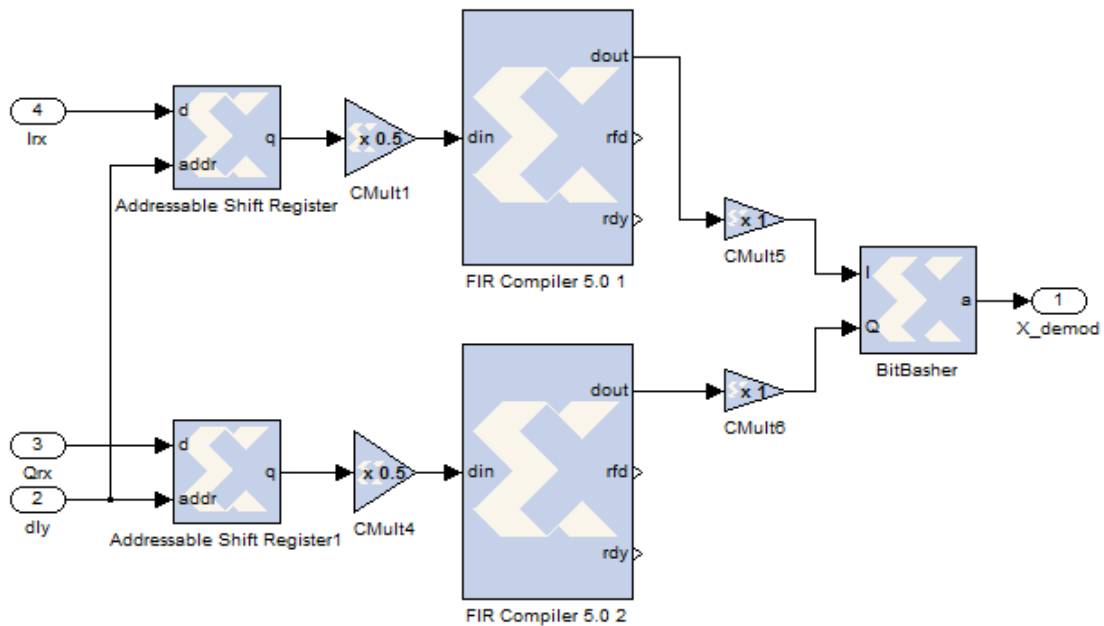 4
Irx
d
addr
q
Addressable Shift Register
x 0.5
CMult1
din
dout
rfd
rdy
FIR Compiler 5.0 1
x 1
CMult5
I
Q
a
BitBasher
1
X_demod
3
Qrx
2
dly
d
addr
q
Addressable Shift Register1
x 0.5
CMult4
din
dout
rfd
rdy
FIR Compiler 5.0 2
x 1
CMult6